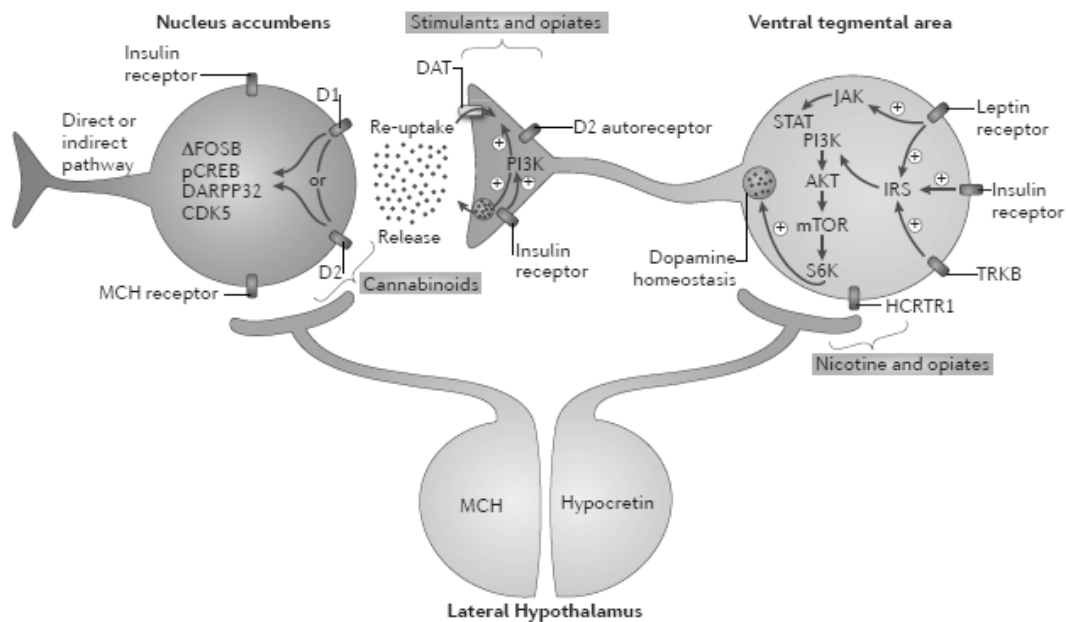 Nucleus accumbens
Stimulants and opiates
Ventral tegmental area
Insulin
receptor
D1
Direct or
indirect
pathway
ΔFOSB
pCREB
DARPP32
CDK5
or
D2
MCH receptor
DAT
Re-uptake
D2 autoreceptor
+
PI3K
+
+
Release
Insulin
receptor
Cannabinoids
JAK
+
STAT
PI3K
AKT
mTOR
S6K
IRS
+
+
+
+
Leptin
receptor
Insulin
receptor
TRKB
Dopamine
homeostasis
HCRTR1
Nicotine and opiates
MCH
Hypocretin
Lateral Hypothalamus